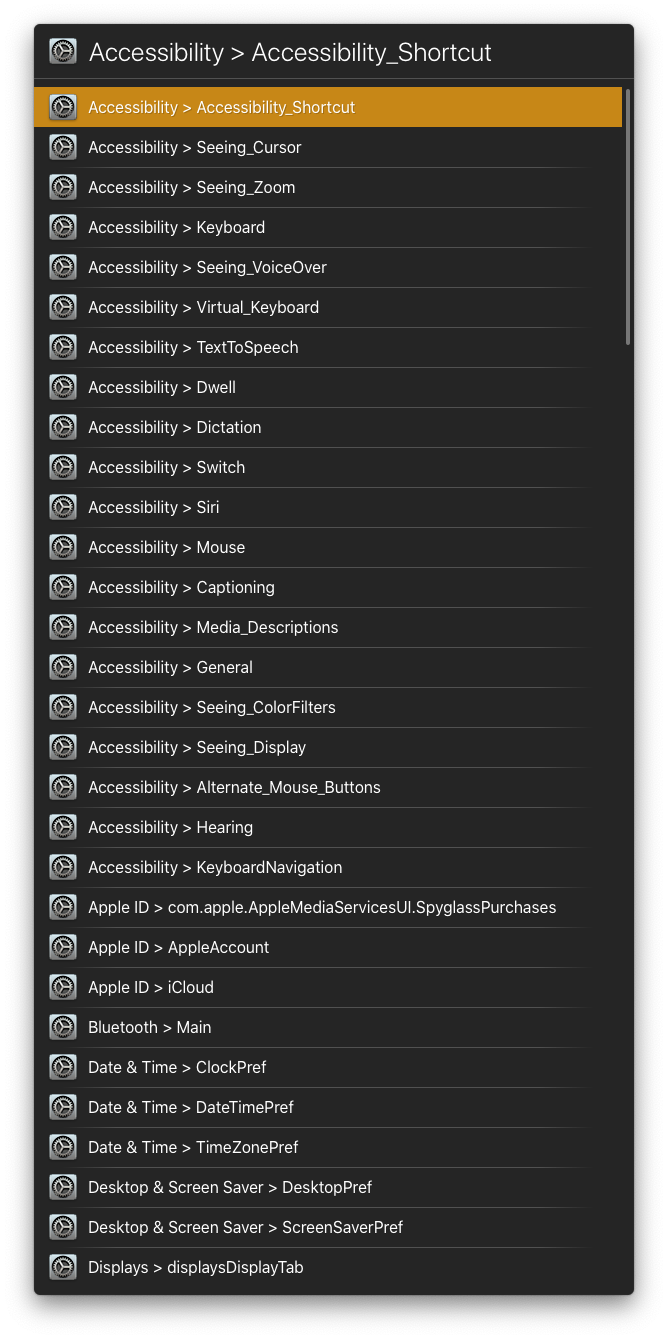 Accessibility > Accessibility_Shortcut
Accessibility > Accessibility_Shortcut
Accessibility > Seeing_Cursor
Accessibility > Seeing_Zoom
Accessibility > Keyboard
Accessibility > Seeing_VoiceOver
Accessibility > Virtual_Keyboard
Accessibility > TextToSpeech
Accessibility > Dwell
Accessibility > Dictation
Accessibility > Switch
Accessibility > Siri
Accessibility > Mouse
Accessibility > Captioning
Accessibility > Media_Descriptions
Accessibility > General
Accessibility > Seeing_ColorFilters
Accessibility > Seeing_Display
Accessibility > Alternate_Mouse_Buttons
Accessibility > Hearing
Accessibility > KeyboardNavigation
Apple ID > com.apple.AppleMediaServicesUI.SpyglassPurchases
Apple ID > AppleAccount
Apple ID > iCloud
Bluetooth > Main
Date & Time > ClockPref
Date & Time > DateTimePref
Date & Time > TimeZonePref
Desktop & Screen Saver > DesktopPref
Desktop & Screen Saver > ScreenSaverPref
Displays > displaysDisplayTab